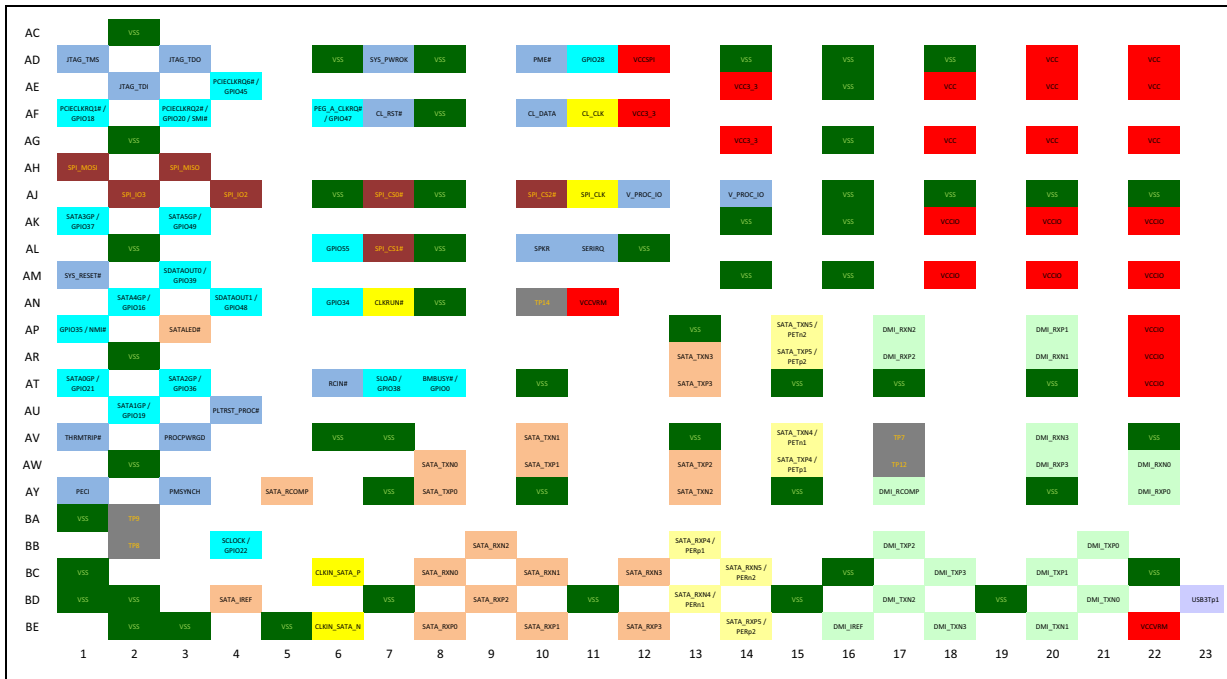 AC VSS
AD JTAG_TMS JTAG_TDO VSS SYS_PWROK VSS PME# GPIO28 VCCSPI VSS VSS VSS VCC VCC
AE JTAG_TDI PCIECLKRQ6# / GPIO45 VCC3_3 VSS VCC VCC VCC
AF PCIECLKRQ1# / GPIO18 PCIECLKRQ2# / GPIO20 / SMI# PEG_A_CLKRQ# / GPIO47 CL_RST# VSS CL_DATA CL_CLK VCC3_3
AG VSS VCC3_3 VSS VCC VCC VCC
AH SPI_MOSI SPI_MISO
AJ SPI_IO3 SPI_IO2 VSS SPI_CS0# VSS SPI_CS2# SPI_CLK V_PROC_IO V_PROC_IO VSS VSS VSS VSS
AK SATA3GP / GPIO37 SATA5GP / GPIO49 VSS VSS VCCIO VCCIO VCCIO
AL VSS GPIO55 SPI_CS1# VSS SPKR SERIRQ VSS
AM SYS_RESET# SDATAOUT0 / GPIO39 VSS VSS VCCIO VCCIO VCCIO
AN SATA4GP / GPIO16 SDATAOUT1 / GPIO48 GPIO34 CLKRUN# VSS TP14 VCCVRM
AP GPIO35 / NMI# SATALED# VSS SATA_TXN5 / PETn2 DMI_RXN2 DMI_RXP1 VCCIO
AR VSS SATA_TXN3 SATA_TXP5 / PETp2 DMI_RXP2 DMI_RXN1 VCCIO
AT SATA0GP / GPIO21 SATA2GP / GPIO36 RCIN# SLOAD / GPIO38 BMBUSY# / GPIO0 VSS SATA_TXP3 VSS VSS VSS VCCIO
AU SATA1GP / GPIO19 PLTRST_PROC#
AV THRMTRIP# PROCPWRGD VSS VSS SATA_TXN1 VSS SATA_TXN4 / PETn1 TP7 DMI_RXN3 VSS
AW VSS SATA_TXN0 SATA_TXP1 SATA_TXP2 SATA_TXP4 / PETp1 TP12 DMI_RXP3 DMI_RXN0
AY PECI PMSYNCH SATA_RCOMP VSS SATA_TXP0 VSS SATA_TXN2 VSS DMI_RCOMP VSS DMI_RXP0
BA VSS TP9
BB TP8 SCLOCK / GPIO22 SATA_RXN2 SATA_RXP4 / PERp1 DMI_TXP2 DMI_TXP0
BC VSS CLKIN_SATA_P SATA_RXN0 SATA_RXN1 SATA_RXN3 SATA_RXN5 / PERn2 VSS DMI_TXP3 DMI_TXP1 VSS
BD VSS VSS SATA_IREF VSS SATA_RXP2 VSS SATA_RXN4 / PERn1 VSS DMI_TXN2 VSS DMI_TXN0 USB3Tp1
BE VSS VSS VSS CLKIN_SATA_N SATA_RXP0 SATA_RXP1 SATA_RXP3 SATA_RXP5 / PERp2 DMI_IREF DMI_TXN3 DMI_TXN1 VCCVRM
1 2 3 4 5 6 7 8 9 10 11 12 13 14 15 16 17 18 19 20 21 22 23